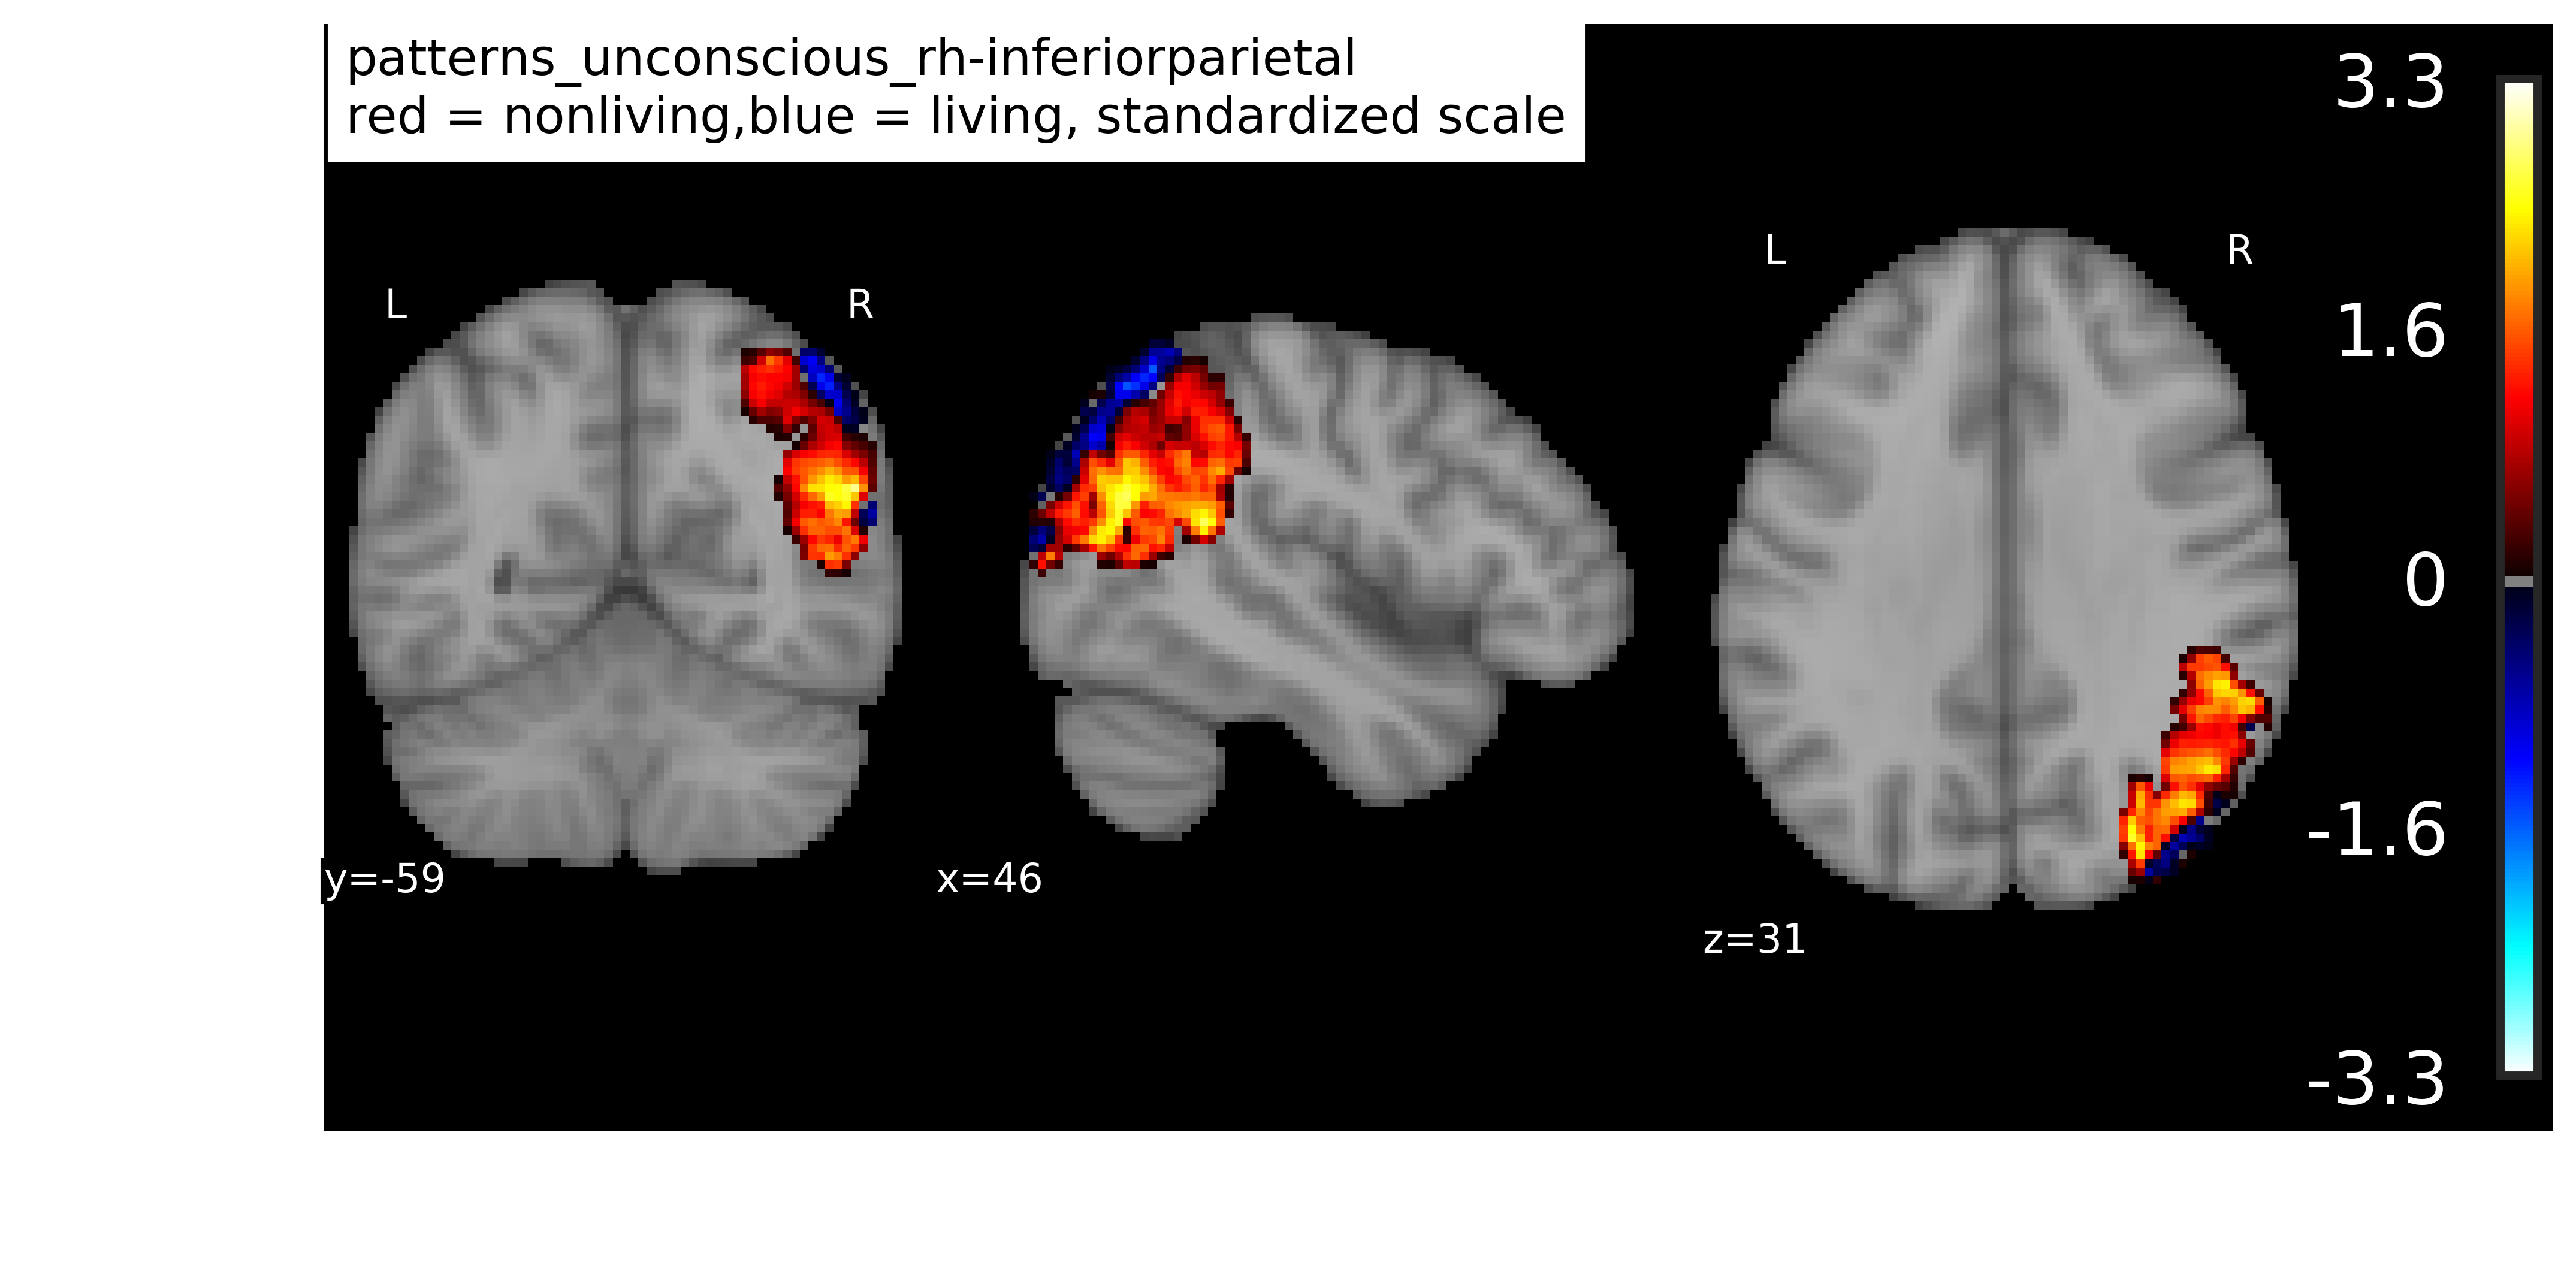 patterns_unconscious_rh-inferiorparietal
red = nonliving,blue = living, standardized scale
L
R
L
R
y=-59
x=46
z=31
3.3
1.6
0
-1.6
-3.3